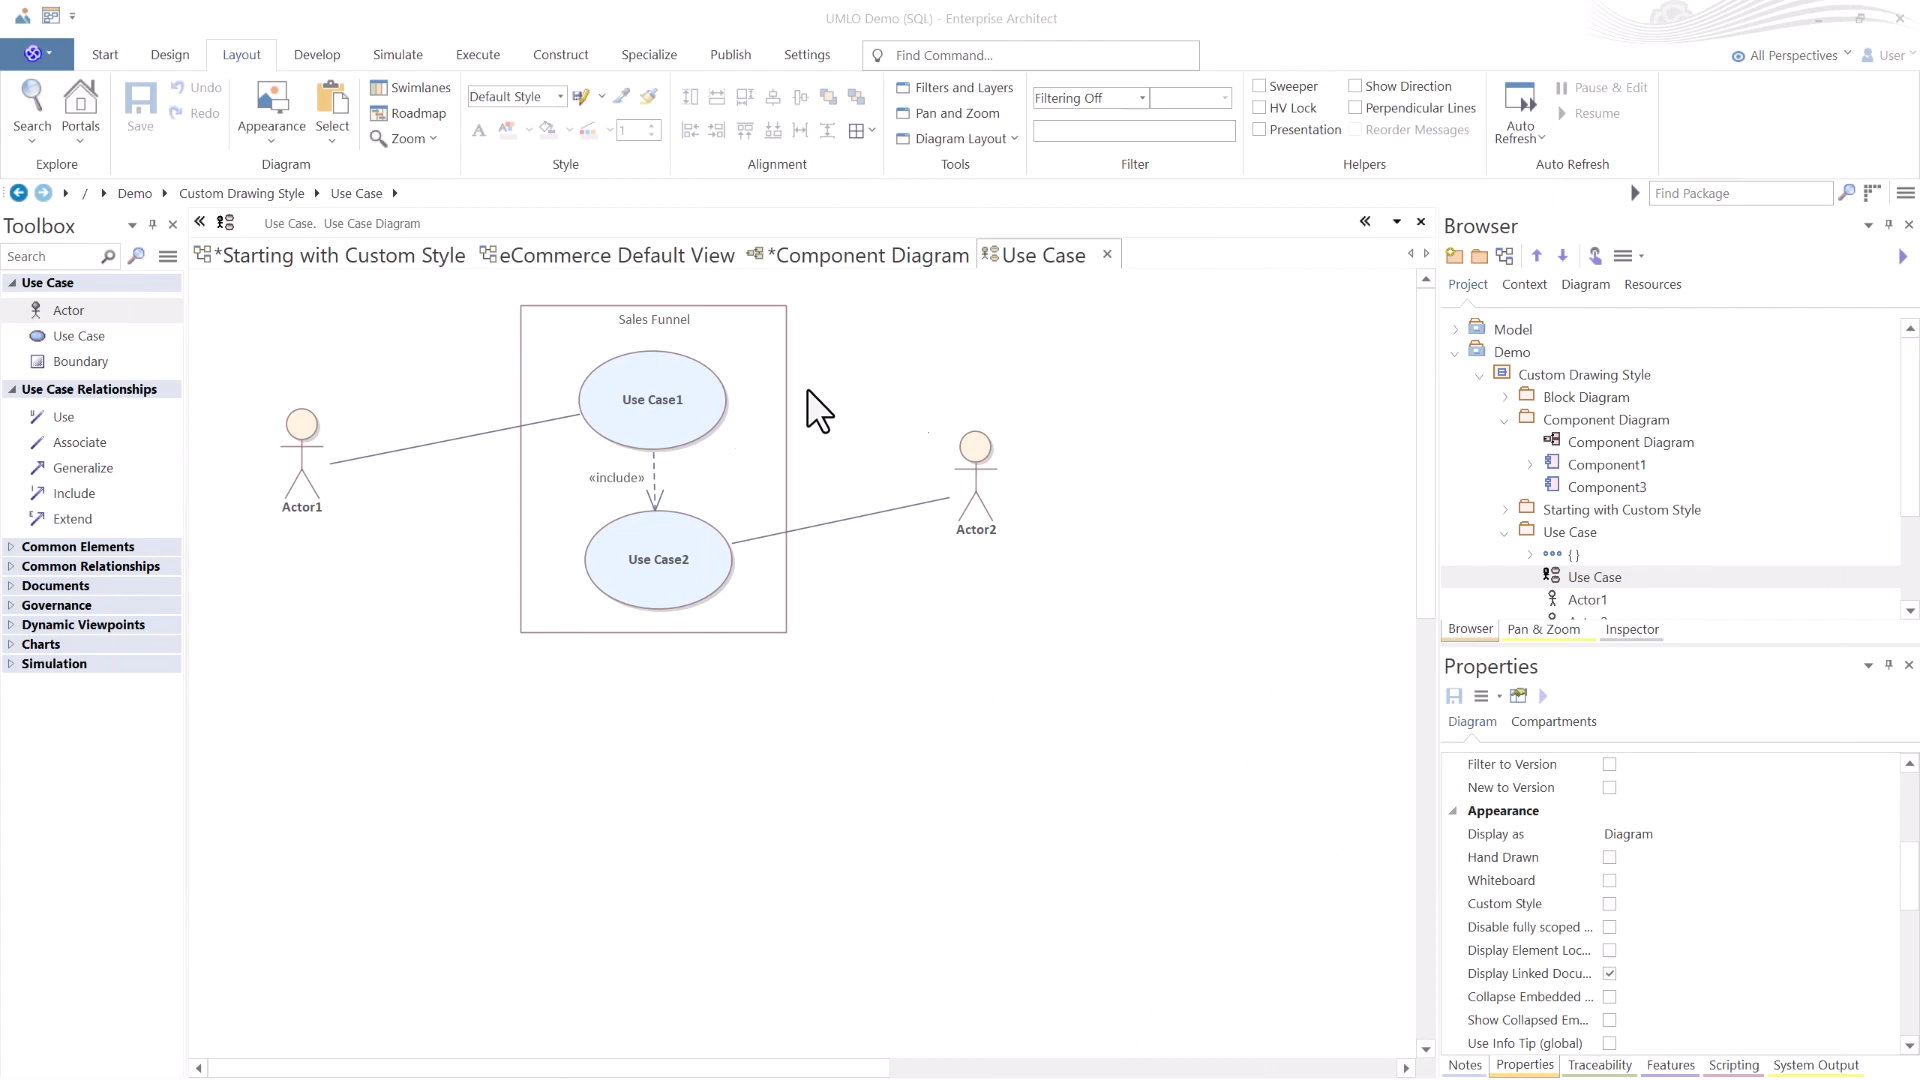 UMLO Demo (SQL) - Enterprise Architect
Start
Design
Layout
Develop
Simulate
Execute
Construct
Specialize
Publish
Settings
Find Command...
All Perspectives
User
Search
Portals
Explore
Save
Undo
Redo
Appearance
Select
Swimlanes
Roadmap
Zoom
Diagram
Default Style
1
Style
Alignment
Filters and Layers
Pan and Zoom
Diagram Layout
Tools
Filtering Off
Filter
Sweeper
HV Lock
Presentation
Show Direction
Perpendicular Lines
Reorder Messages
Helpers
Auto
Refresh
Pause & Edit
Resume
Auto Refresh
/
Demo
Custom Drawing Style
Use Case
Find Package
Toolbox
Search
Use Case
Actor
Use Case
Boundary
Use Case Relationships
Use
Associate
Generalize
Include
Extend
Common Elements
Common Relationships
Documents
Governance
Dynamic Viewpoints
Charts
Simulation
Use Case. Use Case Diagram
*Starting with Custom Style
eCommerce Default View
*Component Diagram
Use Case
Sales Funnel
Use Case1
«include»
Use Case2
Actor1
Actor2
Browser
Project
Context
Diagram
Resources
Model
Demo
Custom Drawing Style
Block Diagram
Component Diagram
Component Diagram
Component1
Component3
Starting with Custom Style
Use Case
{}
Use Case
Actor1
Browser
Pan & Zoom
Inspector
Properties
Diagram
Compartments
Filter to Version
New to Version
Appearance
Display as Diagram
Hand Drawn
Whiteboard
Custom Style
Disable fully scoped ...
Display Element Loc...
Display Linked Docu...
Collapse Embedded ...
Show Collapsed Em...
Use Info Tip (global)
Notes
Properties
Traceability
Features
Scripting
System Output